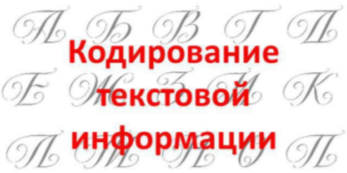 А Б В Г Д
Кодирование
Е Ж З И К
текстовой
информации
Л М Н О П